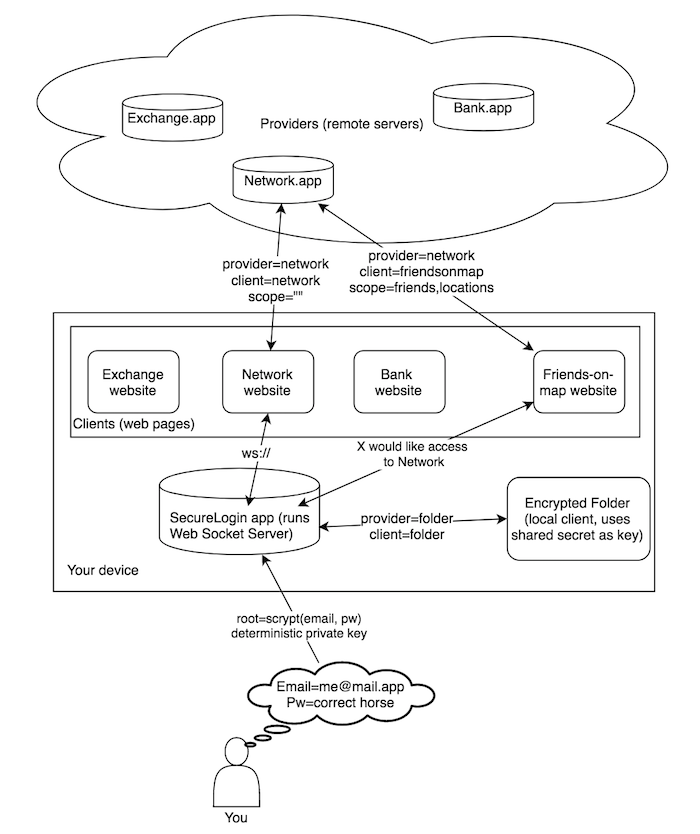 Exchange.app
Bank.app
Providers (remote servers)
Network.app
provider=network
client=network
scope=""
provider=network
client=friendsonmap
scope=friends,locations
Exchange
website
Network
website
Bank
website
Friends-on-
map website
Clients (web pages)
ws://
X would like access
to Network
SecureLogin app (runs
Web Socket Server)
provider=folder
client=folder
Encrypted Folder
(local client, uses
shared secret as key)
Your device
root=scrypt(email, pw)
deterministic private key
Email=me@mail.app
Pw=correct horse
You